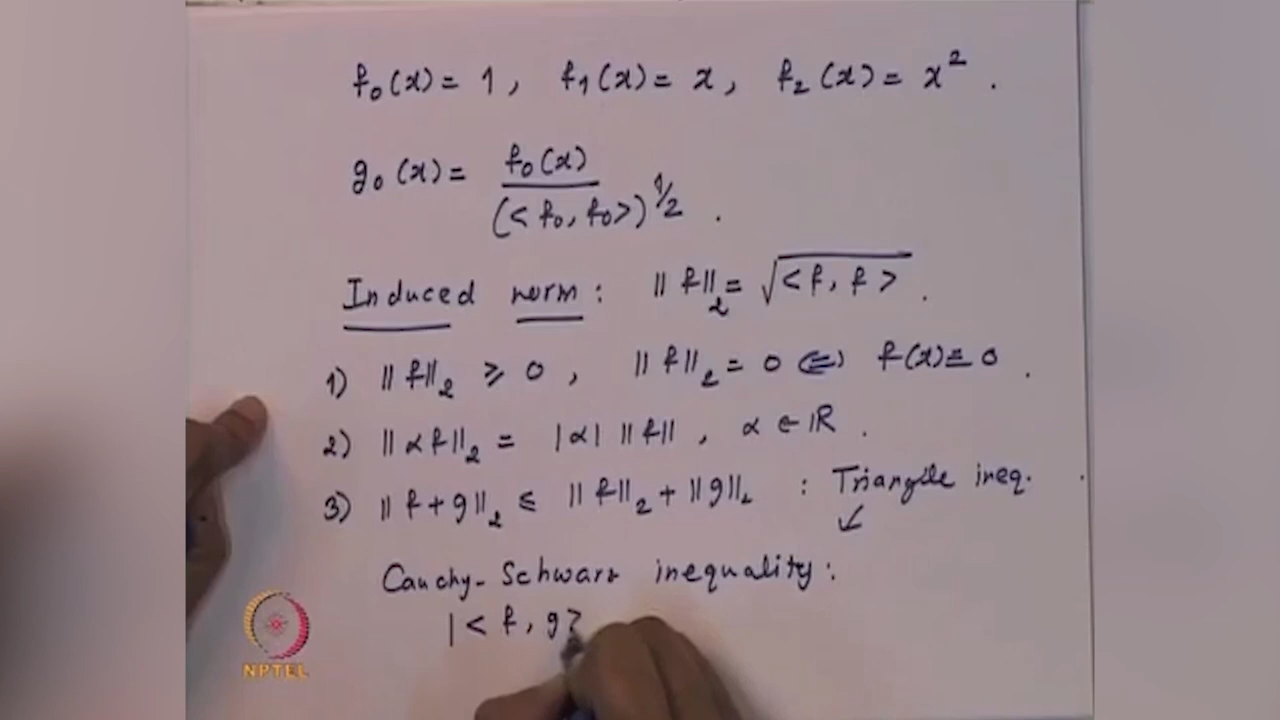 f₀(x) = 1, f₁(x) = x, f₂(x) = x².
g₀(x) = f₀(x) / (<f₀, f₀>)^1/2 .
Induced norm : ||f||₂ = √<f, f> .
1) ||f||₂ ≥ 0 , ||f||₂ = 0 ⇔ f(x) ≡ 0 .
2) ||αf||₂ = |α| ||f|| , α ∈ ℝ .
3) ||f + g||₂ ≤ ||f||₂ + ||g||₂ : Triangle ineq.
↙
Cauchy-Schwarz inequality :
|< f, g >
NPTEL